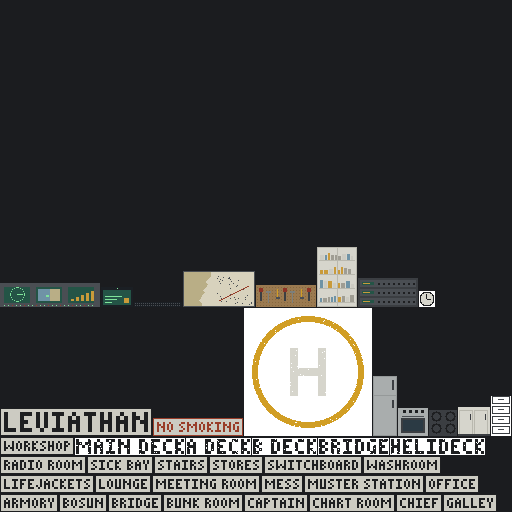 H
LEVIATHAN
NO SMOKING
WORKSHOP MAIN DECK A DECK B DECK BRIDGE HELIDECK
RADIO ROOM SICK BAY STAIRS STORES SWITCHBOARD WASHROOM
LIFEJACKETS LOUNGE MEETING ROOM MESS MUSTER STATION OFFICE
ARMORY BOSUN BRIDGE BUNK ROOM CAPTAIN CHART ROOM CHIEF GALLEY